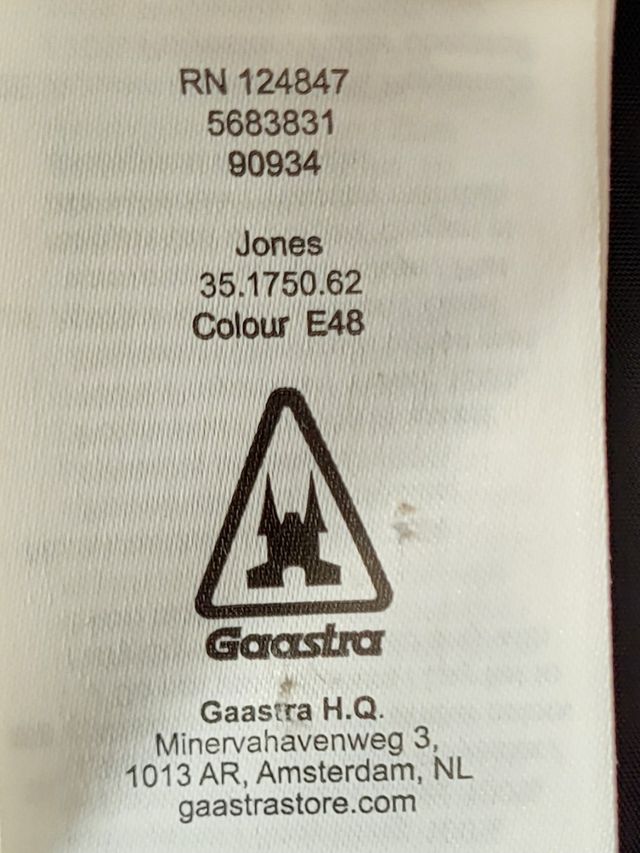 RN 124847
5683831
90934
Jones
35.1750.62
Colour E48
Gaastra
Gaastra H.Q.
Minervahavenweg 3,
1013 AR, Amsterdam, NL
gaastrastore.com